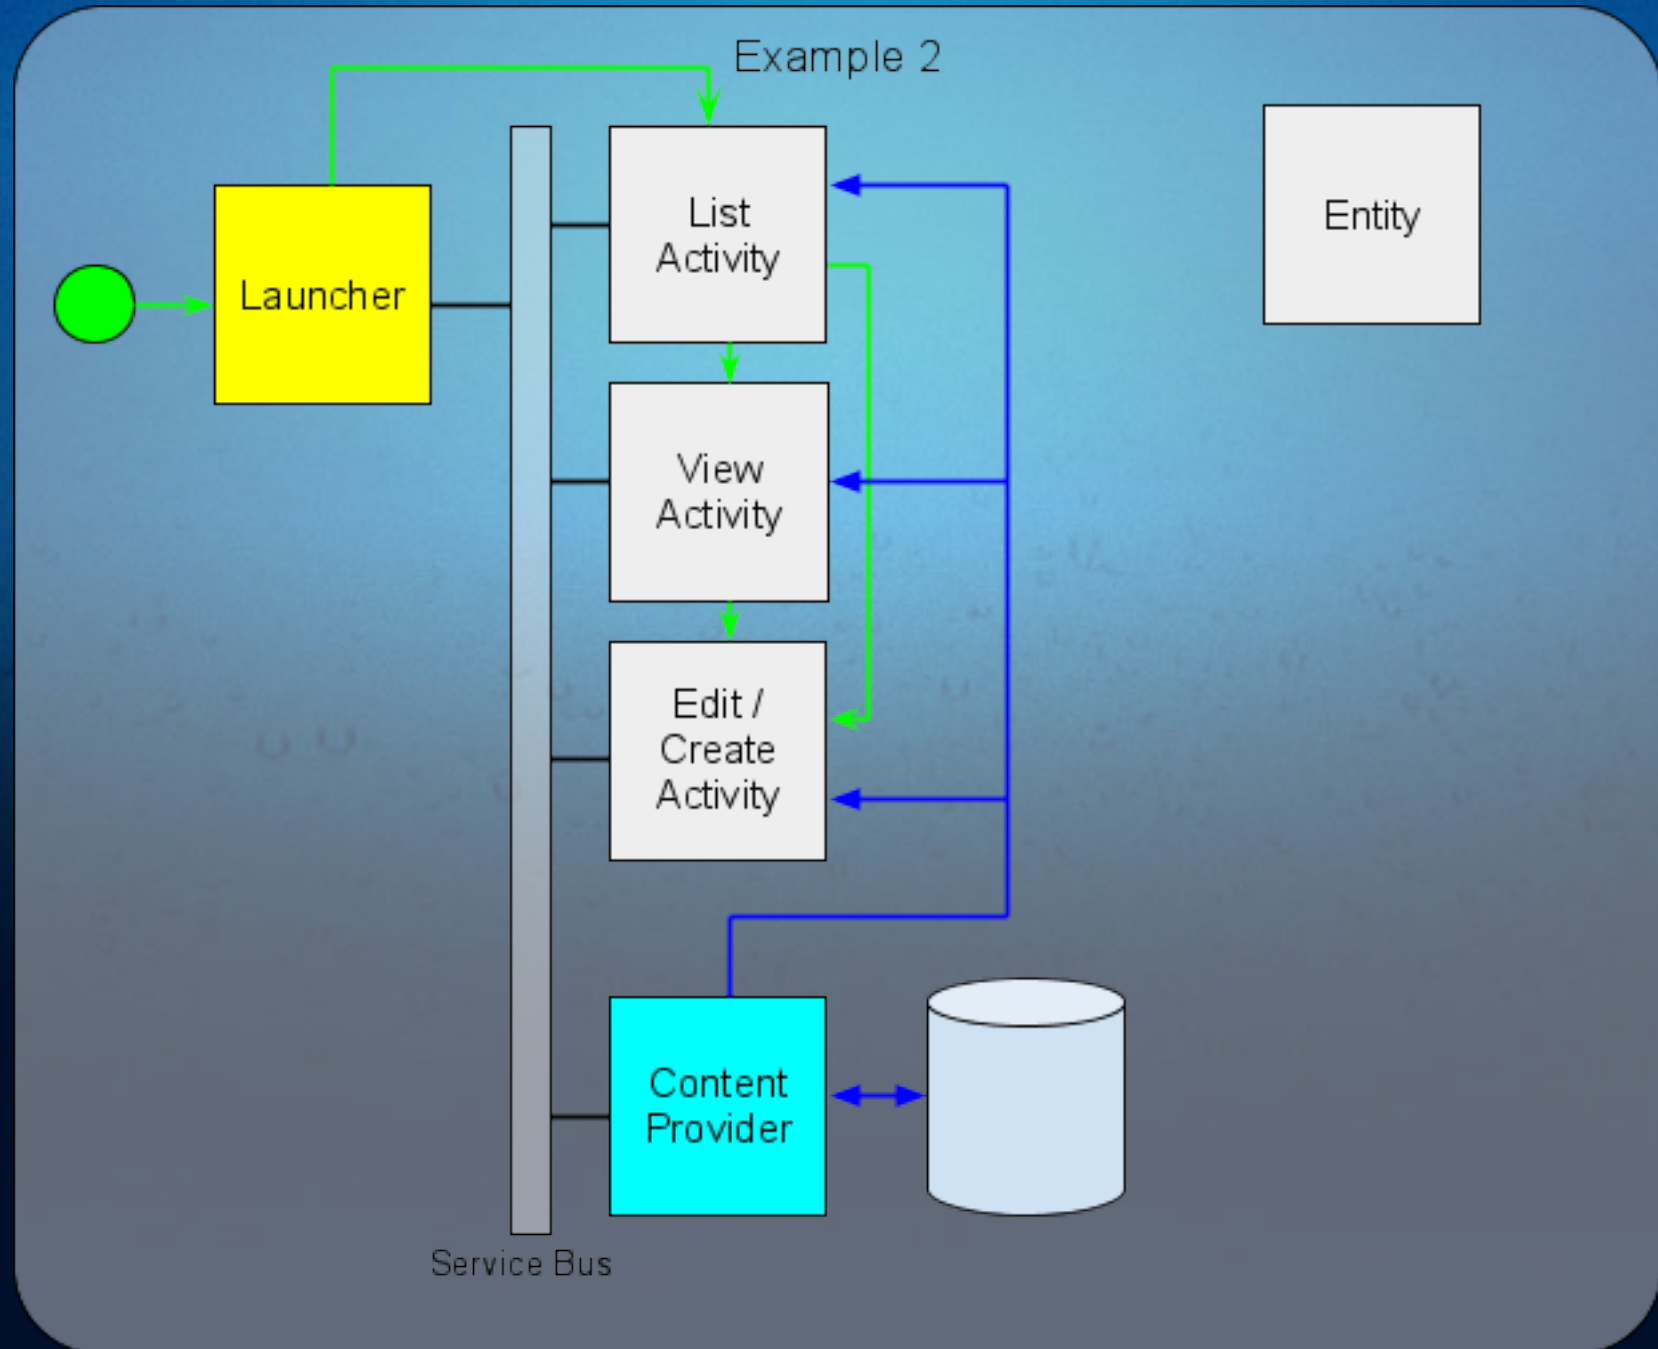 Example 2
List
Activity
Entity
Launcher
View
Activity
Edit /
Create
Activity
Content
Provider
Service Bus